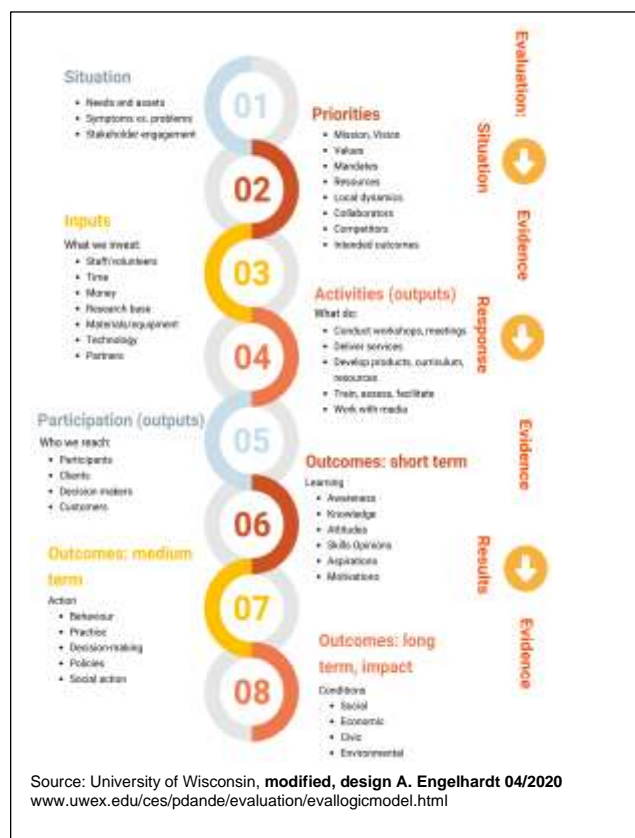 Situation
Needs and assets
Symptoms vs. problems
Stakeholder engagement
01
Priorities
Mission, Vision
Values
Mandates
Resources
Local dynamics
Collaborators
Competitors
Intended outcomes
02
Inputs
What we invest:
Staff/volunteers
Time
Money
Research base
Materials/equipment
Technology
Partners
03
Activities (outputs)
What do:
Conduct workshops, meetings
Deliver services
Develop products, curriculum,
resources
Train, assess, facilitate
Work with media
04
Participation (outputs)
Who we reach:
Participants
Clients
Decision makers
Customers
05
Outcomes: short term
Learning
Awareness
Knowledge
Attitudes
Skills Opinions
Aspirations
Motivations
06
Outcomes: medium
term
Action
Behaviour
Practise
Decision-making
Policies
Social action
07
Outcomes: long
term, impact
Conditions
Social
Economic
Civic
Environmental
08
Evaluation:
Situation
Evidence
Response
Evidence
Results
Evidence
Source: University of Wisconsin, modified, design A. Engelhardt 04/2020
www.uwex.edu/ces/pdande/evaluation/evallogicmodel.html